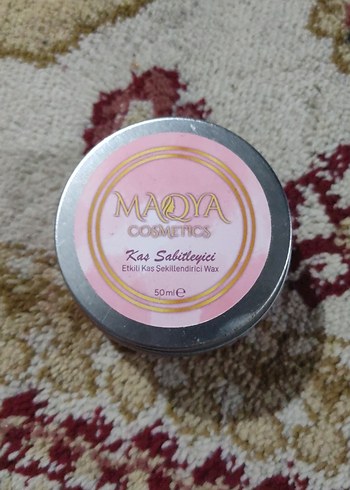 MAQYA
COSMETICS
Kaş Sabitleyici
Etkili Kaş Şekillendirici Wax
50ml e